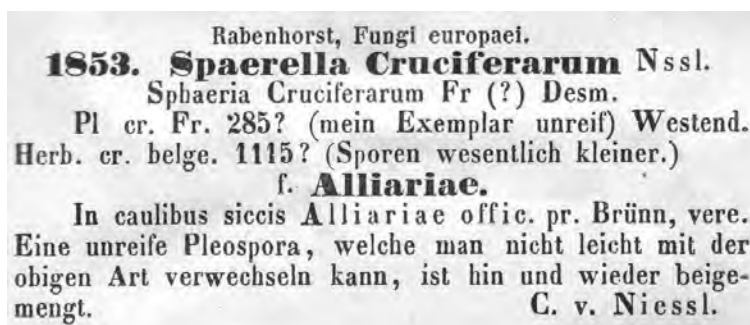 Rabenhorst, Fungi europaei.
1853. Spaerella Cruciferarum Nssl.
Sphaeria Cruciferarum Fr (?) Desm.
Pl cr. Fr. 285? (mein Exemplar unreif) Westend.
Herb. cr. belge. 1115? (Sporen wesentlich kleiner.)
f. Alliariae.
In caulibus siccis Alliariae offic. pr. Brünn, vere.
Eine unreife Pleospora, welche man nicht leicht mit der
obigen Art verwechseln kann, ist hin und wieder beige-
mengt. C. v. Niessl.